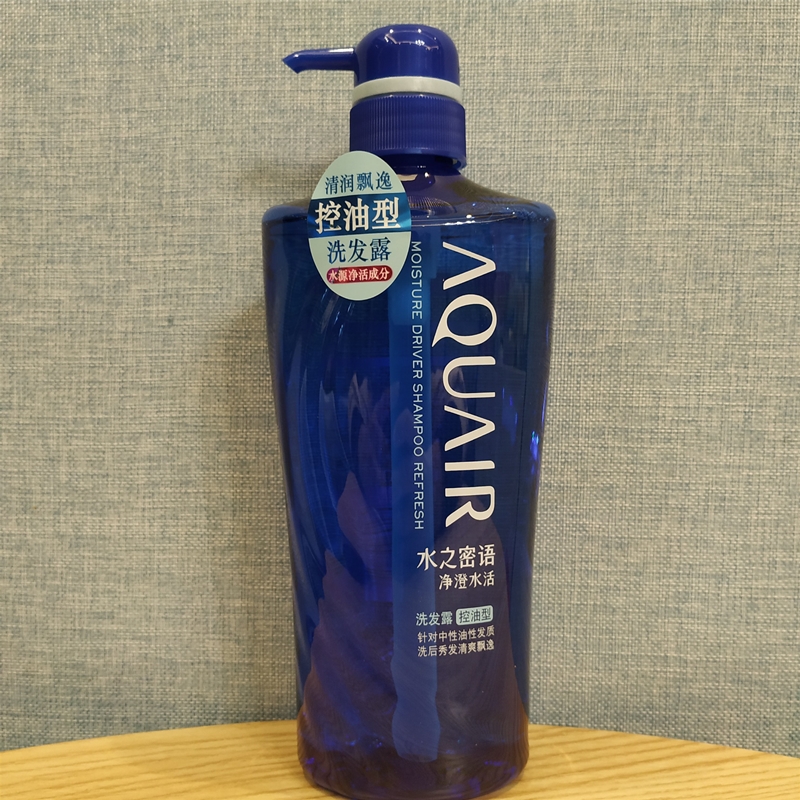 清润飘逸
控油型
洗发露
水源净活成分
AQUAIR
MOISTURE DRIVER SHAMPOO REFRESH
水之密语
净澄水活
洗发露 控油型
针对中性油性发质
洗后秀发清爽飘逸